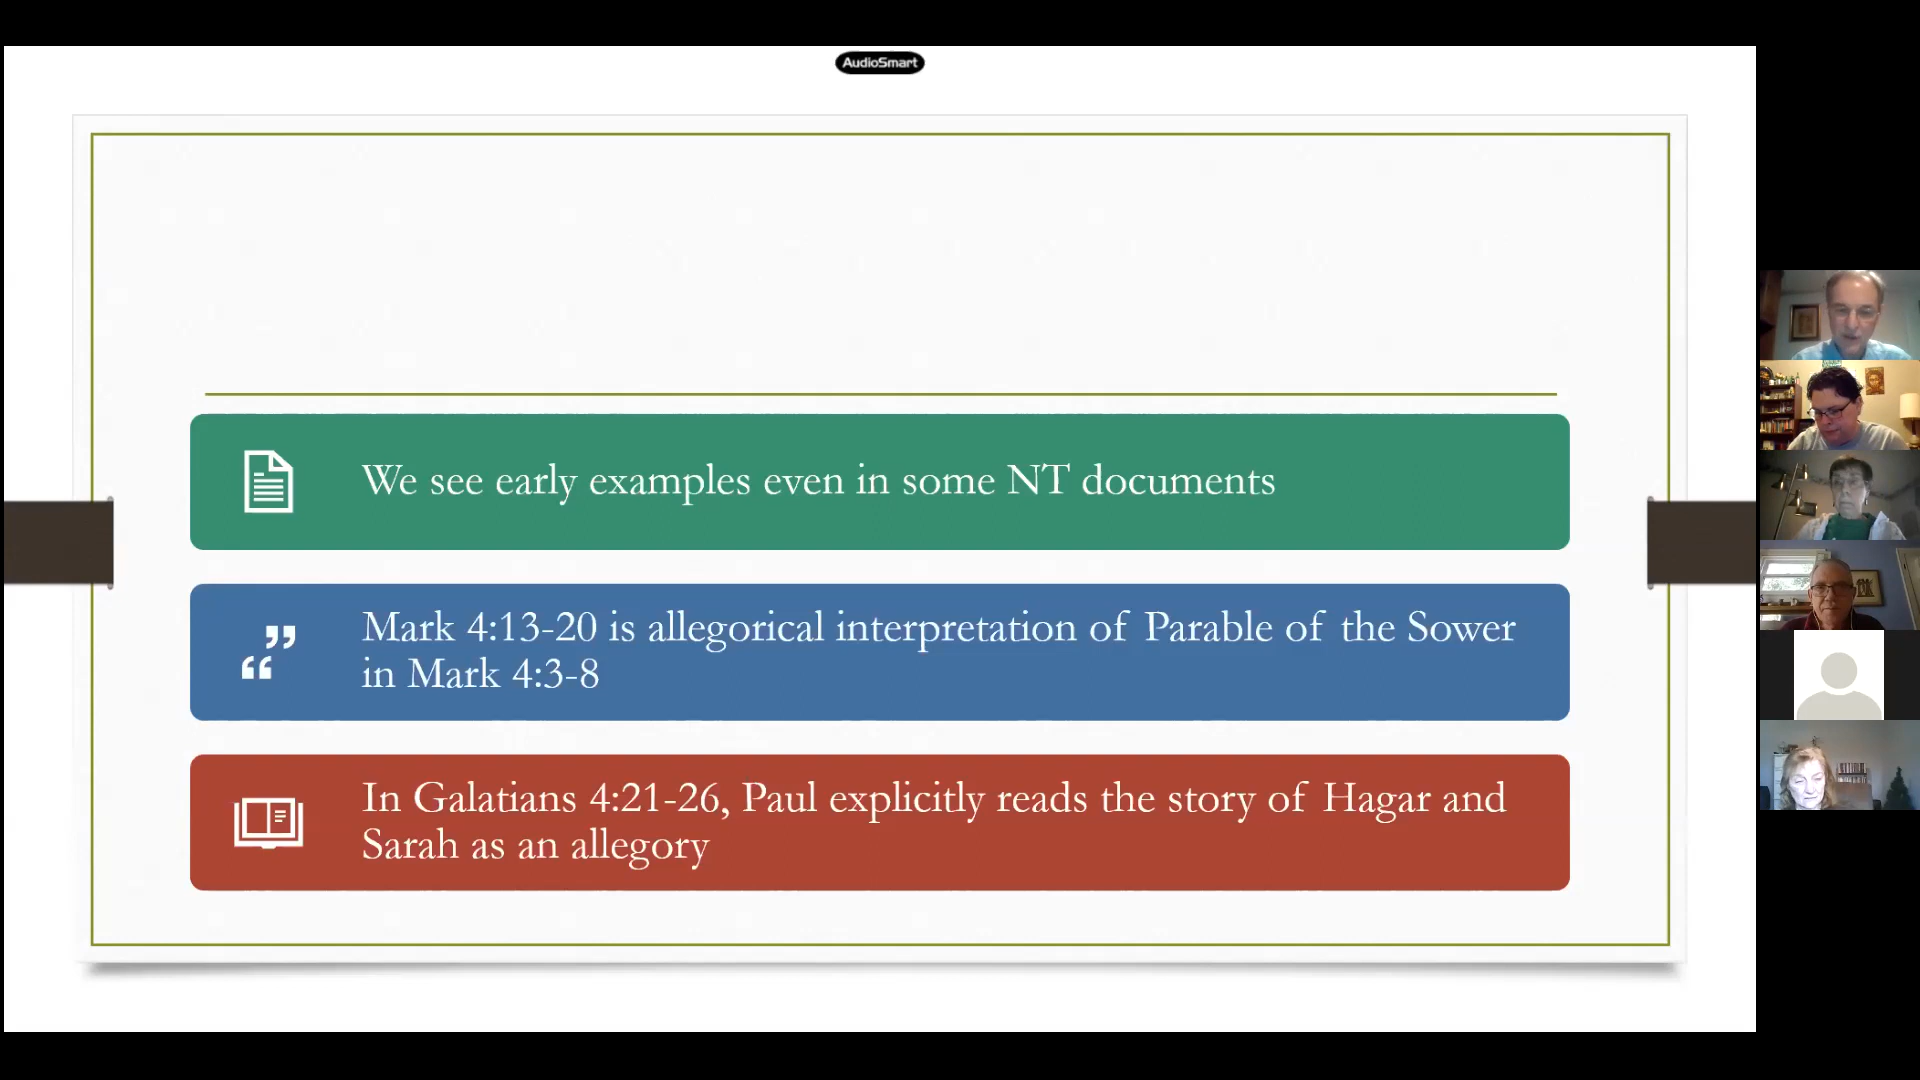 AudioSmart
We see early examples even in some NT documents
Mark 4:13-20 is allegorical interpretation of Parable of the Sower
in Mark 4:3-8
In Galatians 4:21-26, Paul explicitly reads the story of Hagar and
Sarah as an allegory